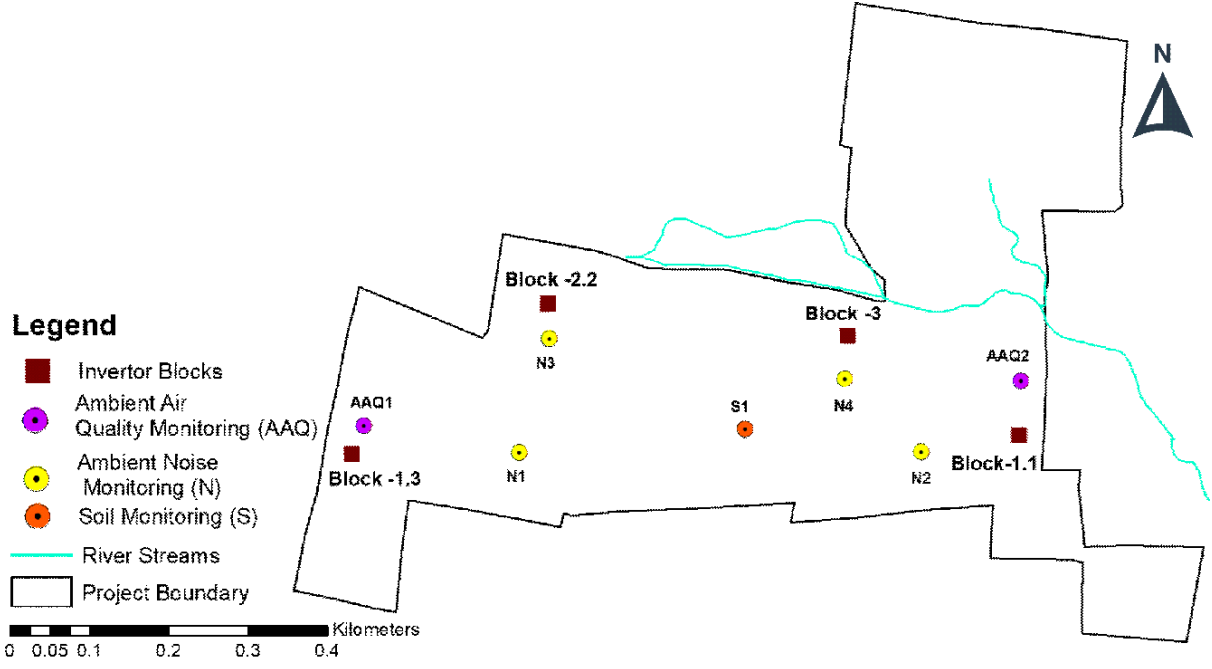 N
Block -2.2
Block -3
N3
AAQ2
N4
AAQ1
S1
Block -1.3
N1
N2
Block-1.1
Legend
Invertor Blocks
Ambient Air
Quality Monitoring (AAQ)
Ambient Noise
Monitoring (N)
Soil Monitoring (S)
River Streams
Project Boundary
Kilometers
0 0.05 0.1 0.2 0.3 0.4